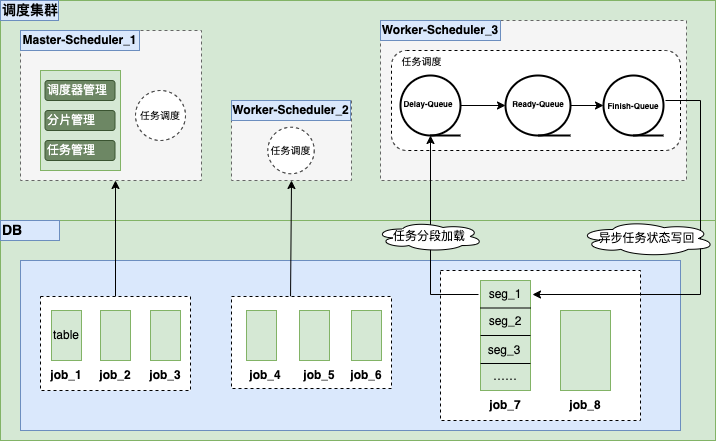 调度集群
Master-Scheduler_1
调度器管理
分片管理
任务管理
任务调度
Worker-Scheduler_2
任务调度
Worker-Scheduler_3
任务调度
Delay-Queue
Ready-Queue
Finish-Queue
任务分段加载
异步任务状态写回
DB
table
job_1
job_2
job_3
job_4
job_5
job_6
seg_1
seg_2
seg_3
......
job_7
job_8